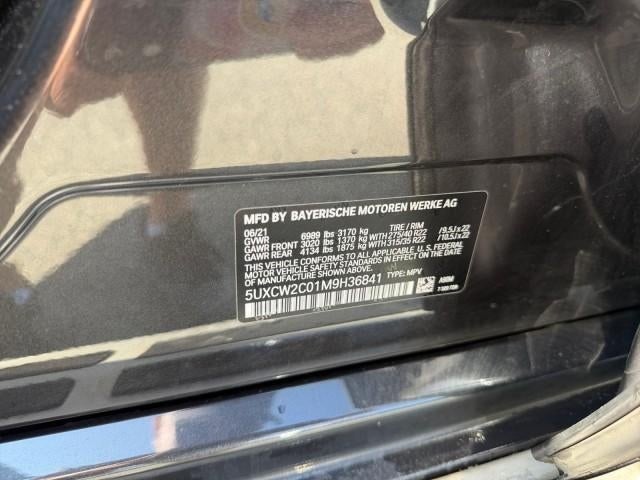 MFD BY BAYERISCHE MOTOREN WERKE AG
06/21 TIRE / RIM
GVWR 6989 lbs 3170 kg
GAWR FRONT 3020 lbs 1370 kg WITH 275/40 R22 /9.5J x 22
GAWR REAR 4134 lbs 1875 kg WITH 315/35 R22 /10.5J x 22
THIS VEHICLE CONFORMS TO ALL APPLICABLE U.S. FEDERAL
MOTOR VEHICLE SAFETY STANDARDS IN EFFECT ON THE DATE
OF MANUFACTURE SHOWN ABOVE.
5UXCW2C01M9H36841 TYPE: MPV